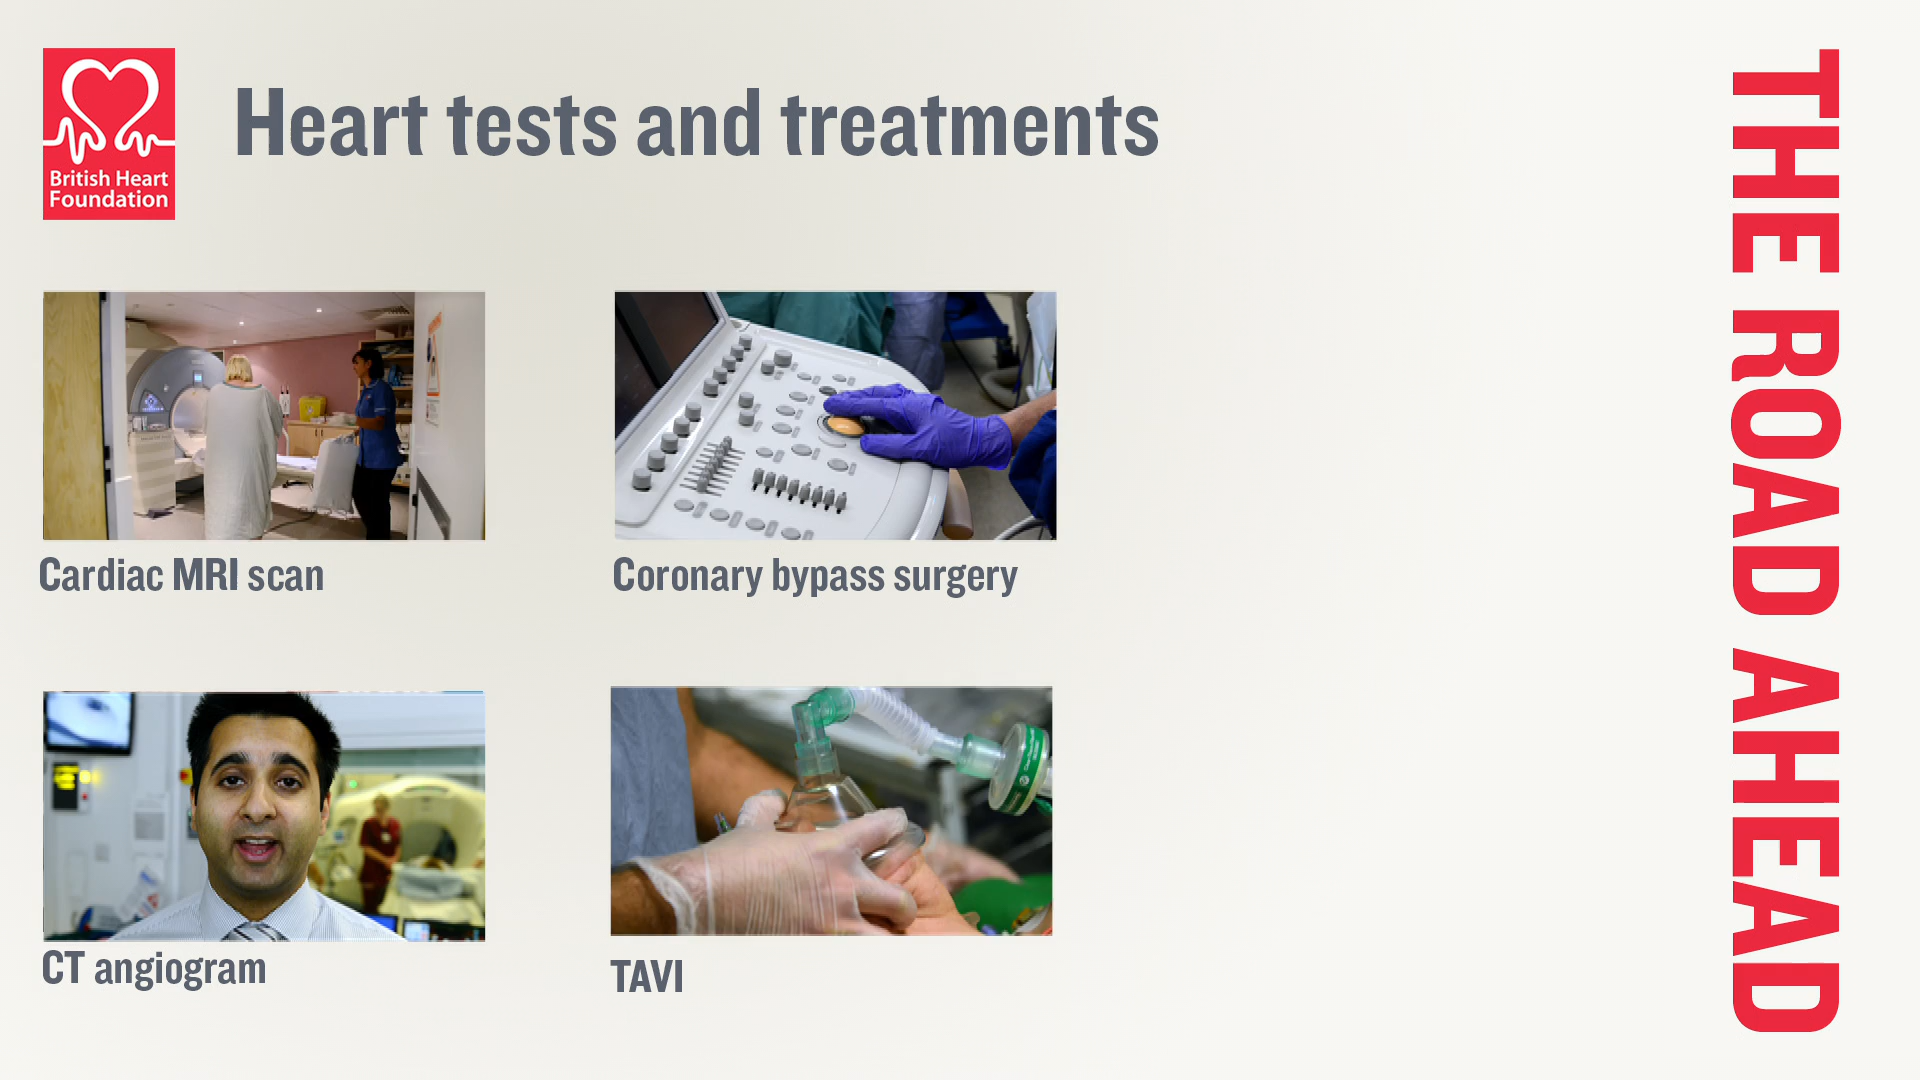 British Heart
Foundation
Heart tests and treatments
Cardiac MRI scan
Coronary bypass surgery
CT angiogram
TAVI
THE ROAD AHEAD